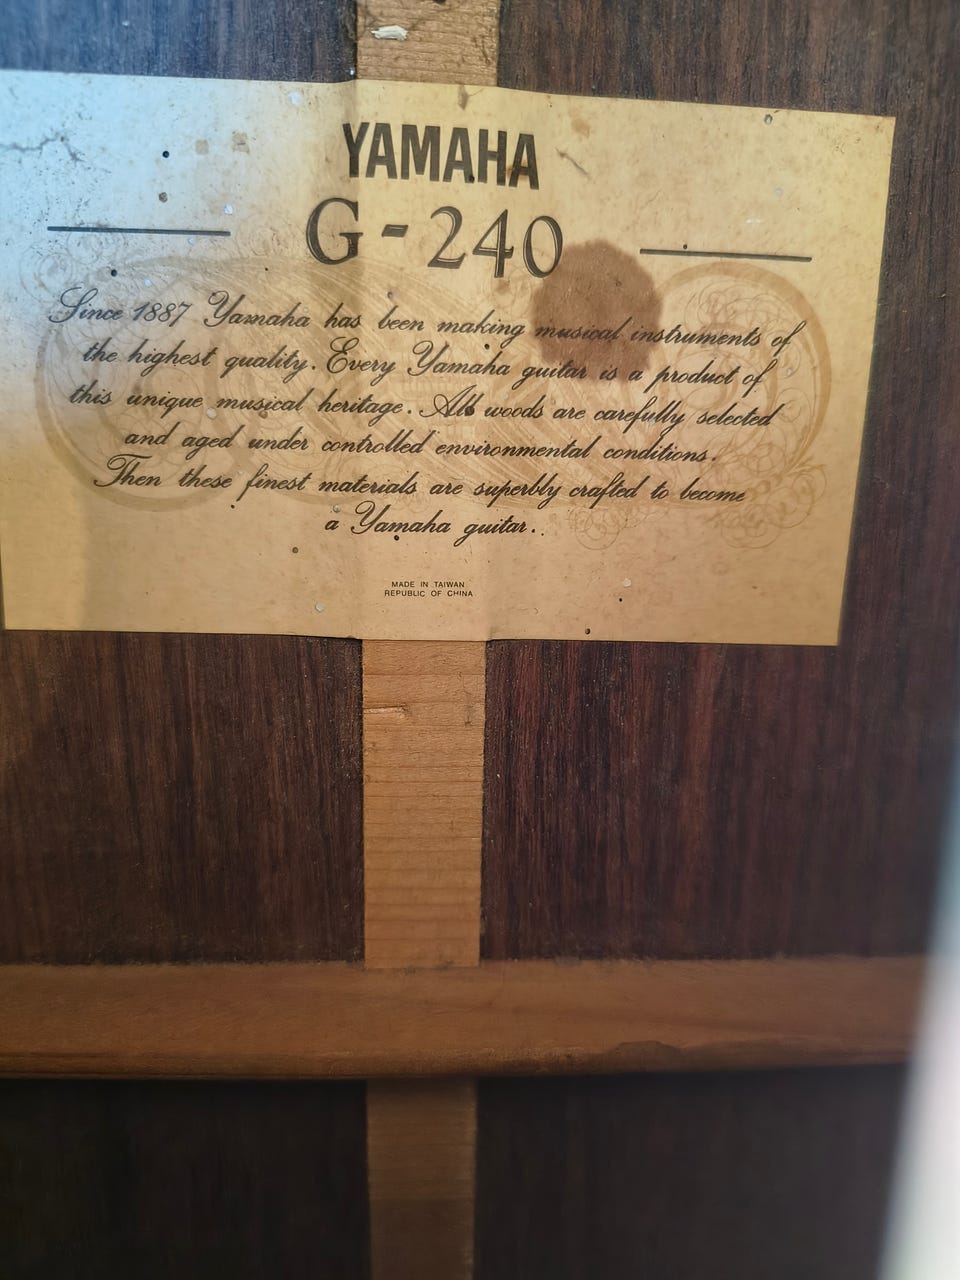 YAMAHA
G-240
Since 1887 Yamaha has been making musical instruments of
the highest quality. Every Yamaha guitar is a product of
this unique musical heritage. All woods are carefully selected
and aged under controlled environmental conditions.
Then these finest materials are superbly crafted to become
a Yamaha guitar.
MADE IN TAIWAN
REPUBLIC OF CHINA